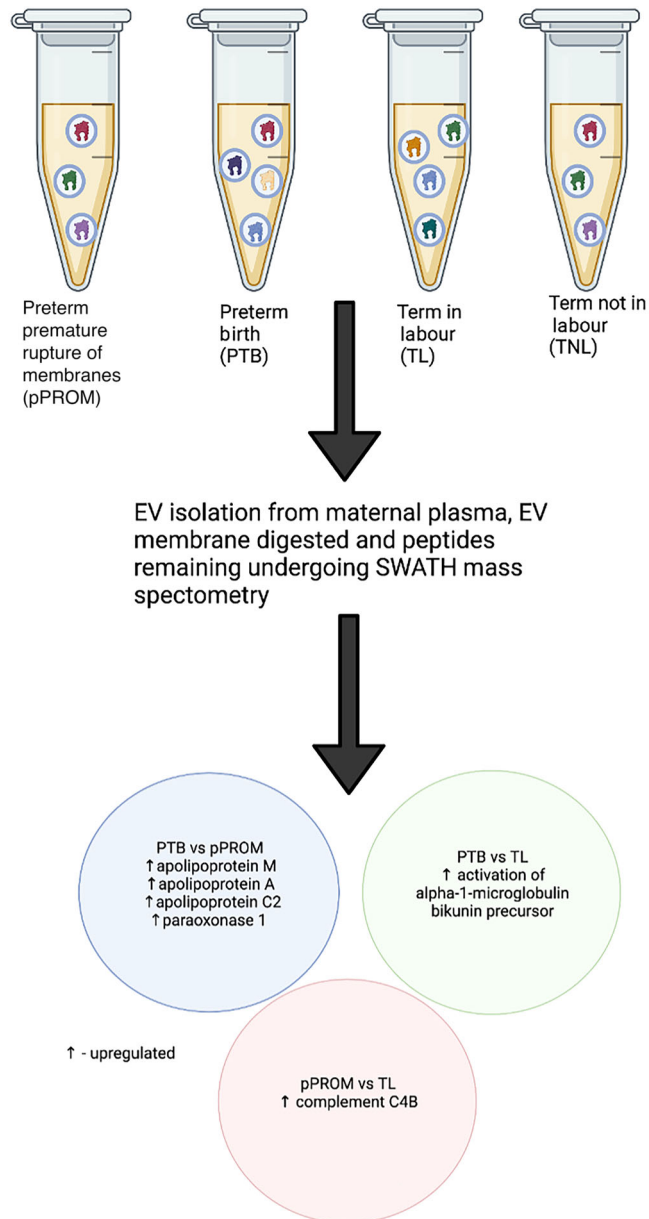 Preterm
premature
rupture of
membranes
(pPROM)
Preterm
birth
(PTB)
Term in
labour
(TL)
Term not in
labour
(TNL)
EV isolation from maternal plasma, EV
membrane digested and peptides
remaining undergoing SWATH mass
spectometry
PTB vs pPROM
↑ apolipoprotein M
↑ apolipoprotein A
↑ apolipoprotein C2
↑ paraoxonase 1
PTB vs TL
↑ activation of
alpha-1-microglobulin
bikunin precursor
↑ - upregulated
pPROM vs TL
↑ complement C4B